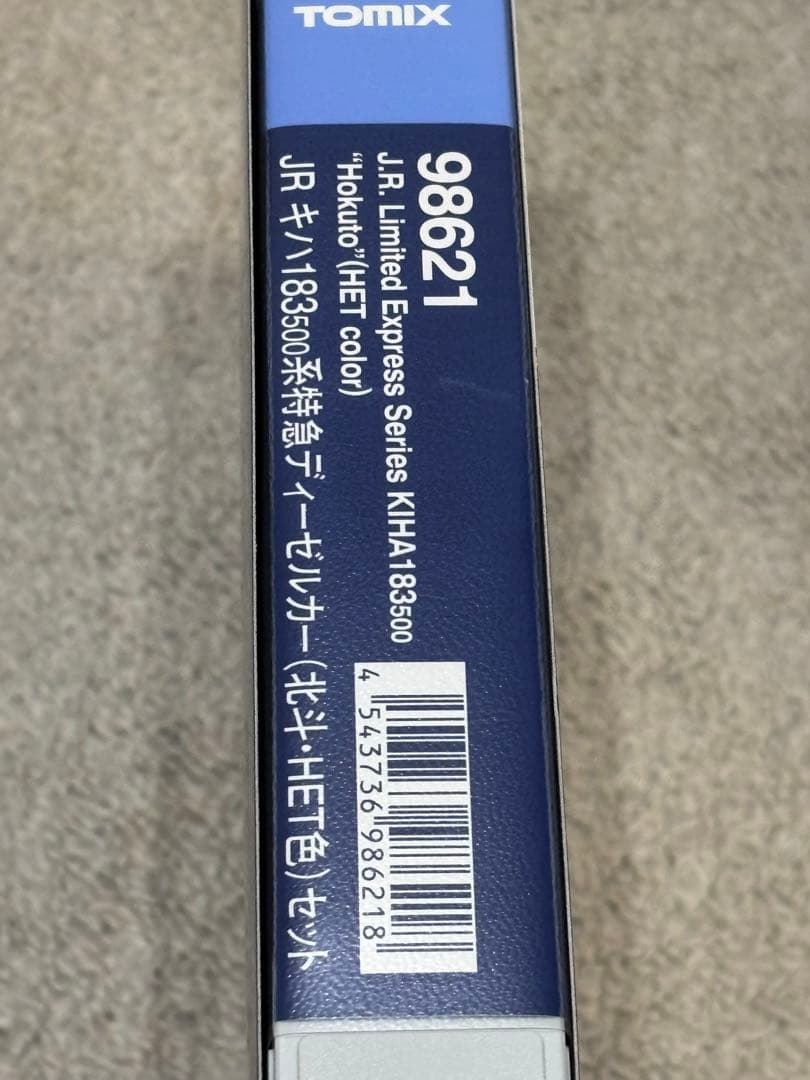 TOMIX
98621
J.R. Limited Express Series KIHA183500
“Hokuto”(HET color)
JR キハ183500系特急ディーゼルカー(北斗・HET色)セット
4 543736 986218